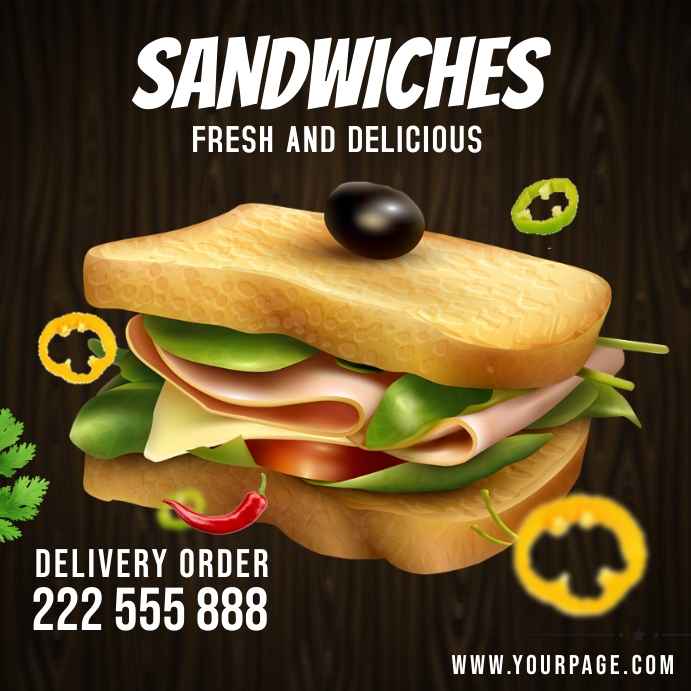 SANDWICHES
FRESH AND DELICIOUS
DELIVERY ORDER
222 555 888
WWW.YOURPAGE.COM